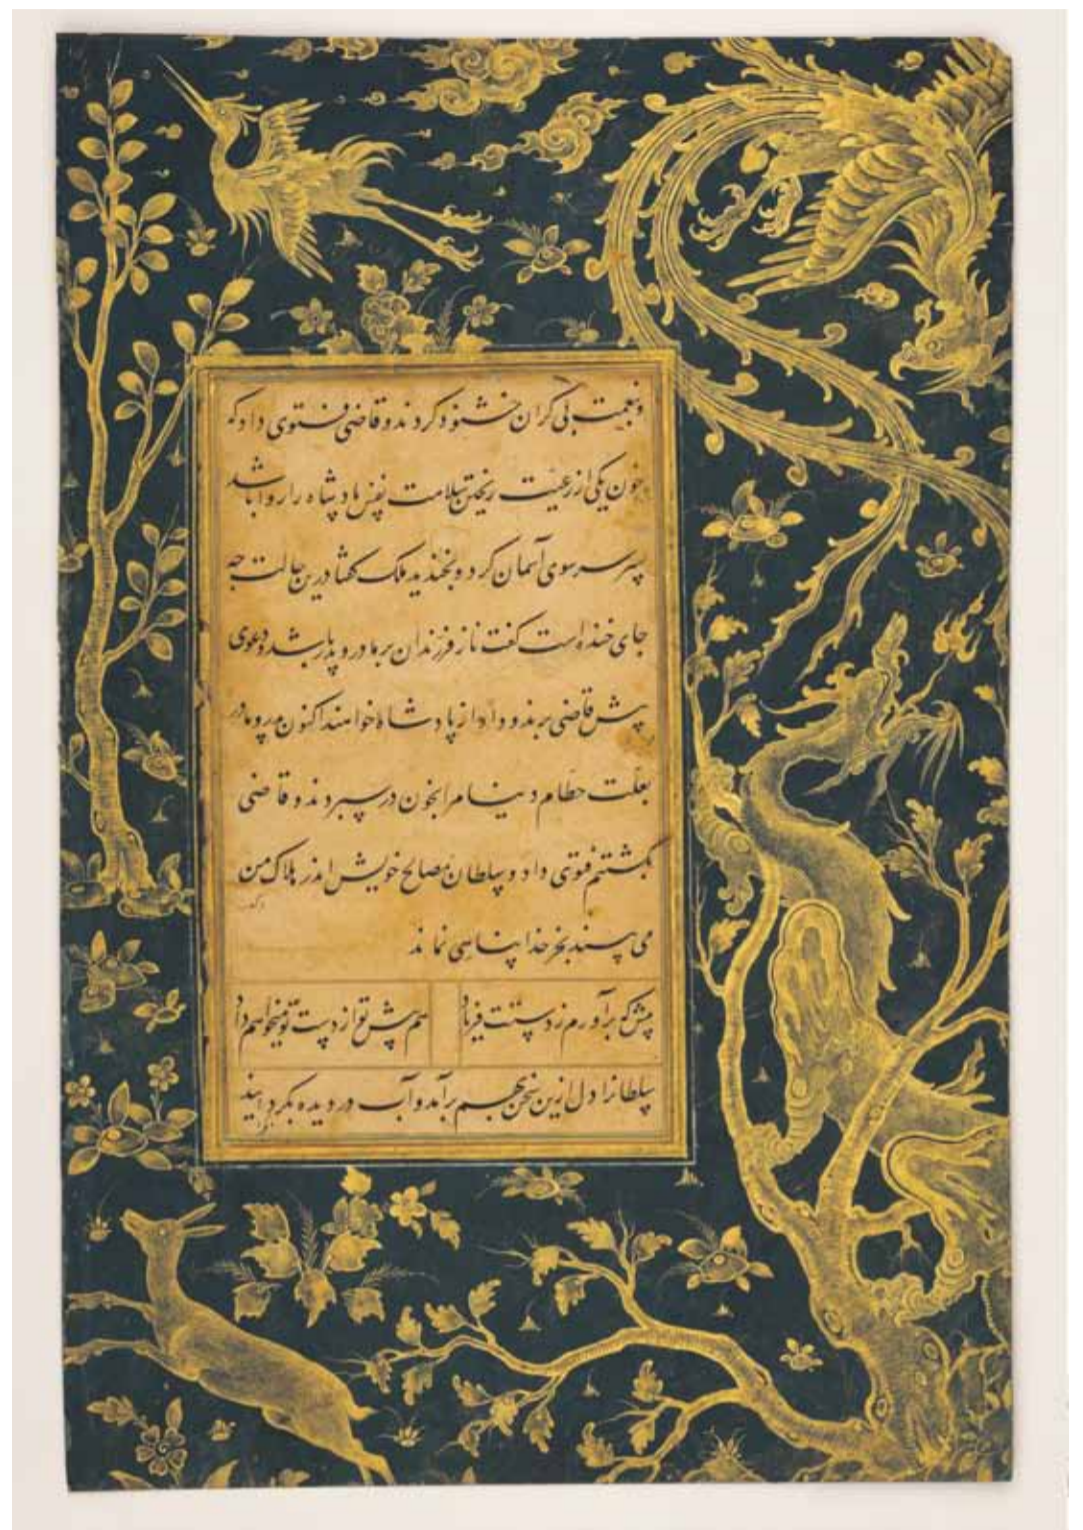 و بنعمت بی کران خشنود کردند و قاضی فتوی داد که
خون یکی از رعیت ریختن سلامت نفس پادشاه را روا باشد
پسر سر سوی آسمان کرد و بخندید ملک گفتا درین حالت چه
جای خنده است گفت ناز فرزندان بر مادر و پدر باشد و دعوی
پیش قاضی برند و داد از پادشاه خواهند اکنون پدر و مادر
بعلت حطام دنیا مرا بخون در سپردند و قاضی
بکشتنم فتوی داد و سلطان مصالح خویش اندر هلاک من
می بیند بجز خدا پناهی نماند
پیش که برآورم ز دستت فریاد
هم پیش تو از دست تو میخواهم داد
سلطانرا دل ازین سخن بهم برآمد و آب در دیده بگردانید